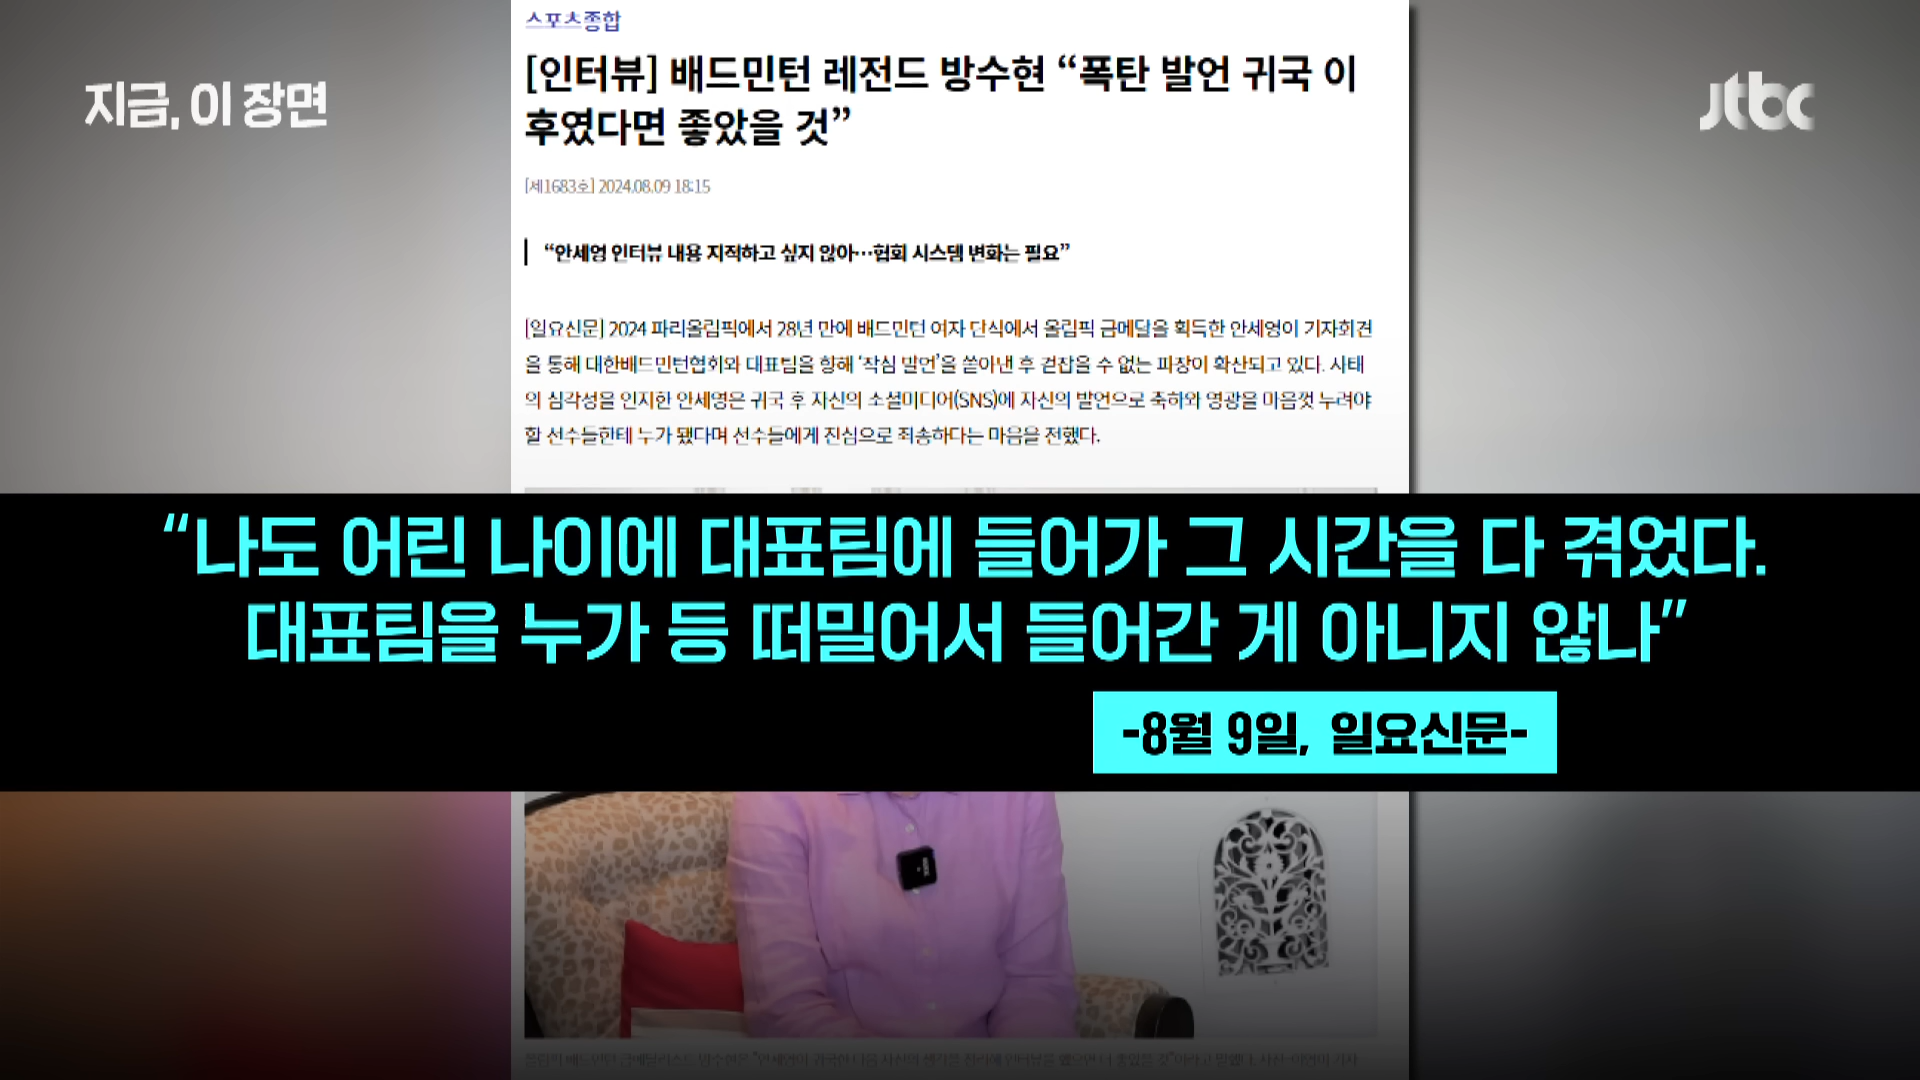 스포츠종합
[인터뷰] 배드민턴 레전드 방수현 “폭탄 발언 귀국 이
후였다면 좋았을 것”
지금, 이 장면
jtbc
[제1683호] 2024.08.09 18:15
“안세영 인터뷰 내용 지적하고 싶지 않아…협회 시스템 변화는 필요”
[일요신문] 2024 파리올림픽에서 28년 만에 배드민턴 여자 단식에서 올림픽 금메달을 획득한 안세영이 기자회견
을 통해 대한배드민턴협회와 대표팀을 향해 ‘작심 발언’을 쏟아낸 후 걷잡을 수 없는 파장이 확산되고 있다. 사태
의 심각성을 인지한 안세영은 귀국 후 자신의 소셜미디어(SNS)에 자신의 발언으로 축하와 영광을 마음껏 누려야
할 선수들한테 누가 됐다며 선수들에게 진심으로 죄송하다는 마음을 전했다.
“나도 어린 나이에 대표팀에 들어가 그 시간을 다 겪었다.
대표팀을 누가 등 떠밀어서 들어간 게 아니지 않나”
-8월 9일, 일요신문-